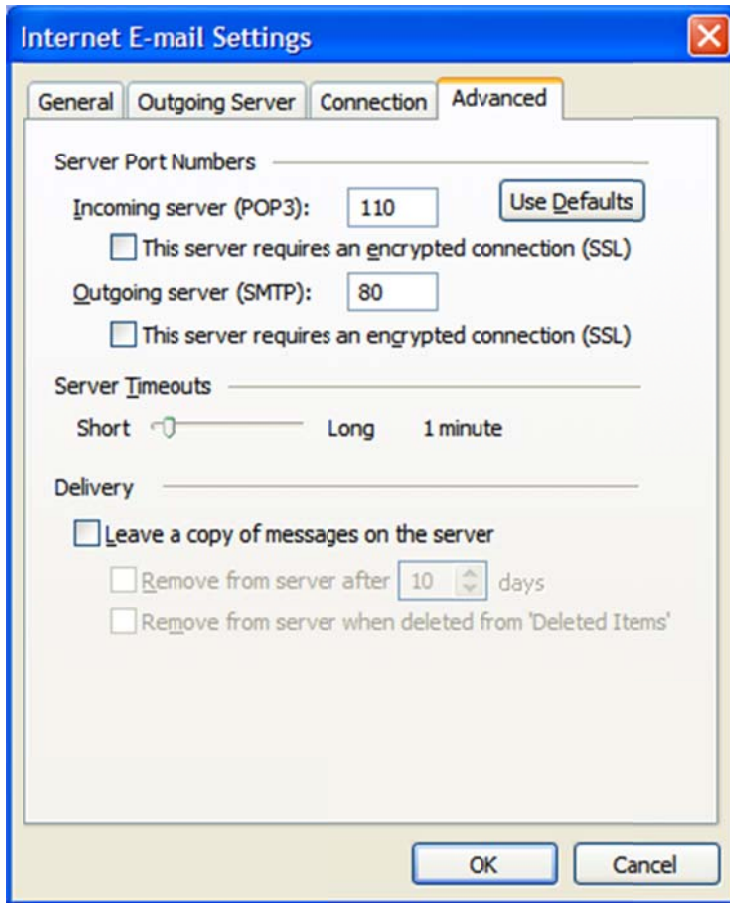 Internet E-mail Settings
General Outgoing Server Connection Advanced
Server Port Numbers
Incoming server (POP3): 110 Use Defaults
This server requires an encrypted connection (SSL)
Outgoing server (SMTP): 80
This server requires an encrypted connection (SSL)
Server Timeouts
Short Long 1 minute
Delivery
Leave a copy of messages on the server
Remove from server after 10 days
Remove from server when deleted from 'Deleted Items'
OK Cancel